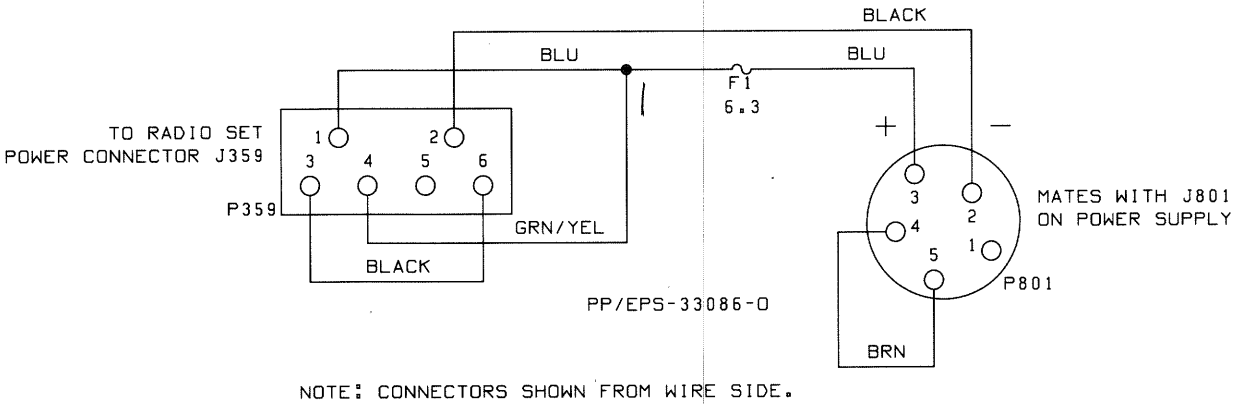 BLACK
BLU
BLU
F1
6.3
+
−
TO RADIO SET
POWER CONNECTOR J359
1
2
3
4
5
6
P359
GRN/YEL
BLACK
3
2
4
1
5
MATES WITH J801
ON POWER SUPPLY
P801
PP/EPS-33086-0
BRN
NOTE: CONNECTORS SHOWN FROM WIRE SIDE.